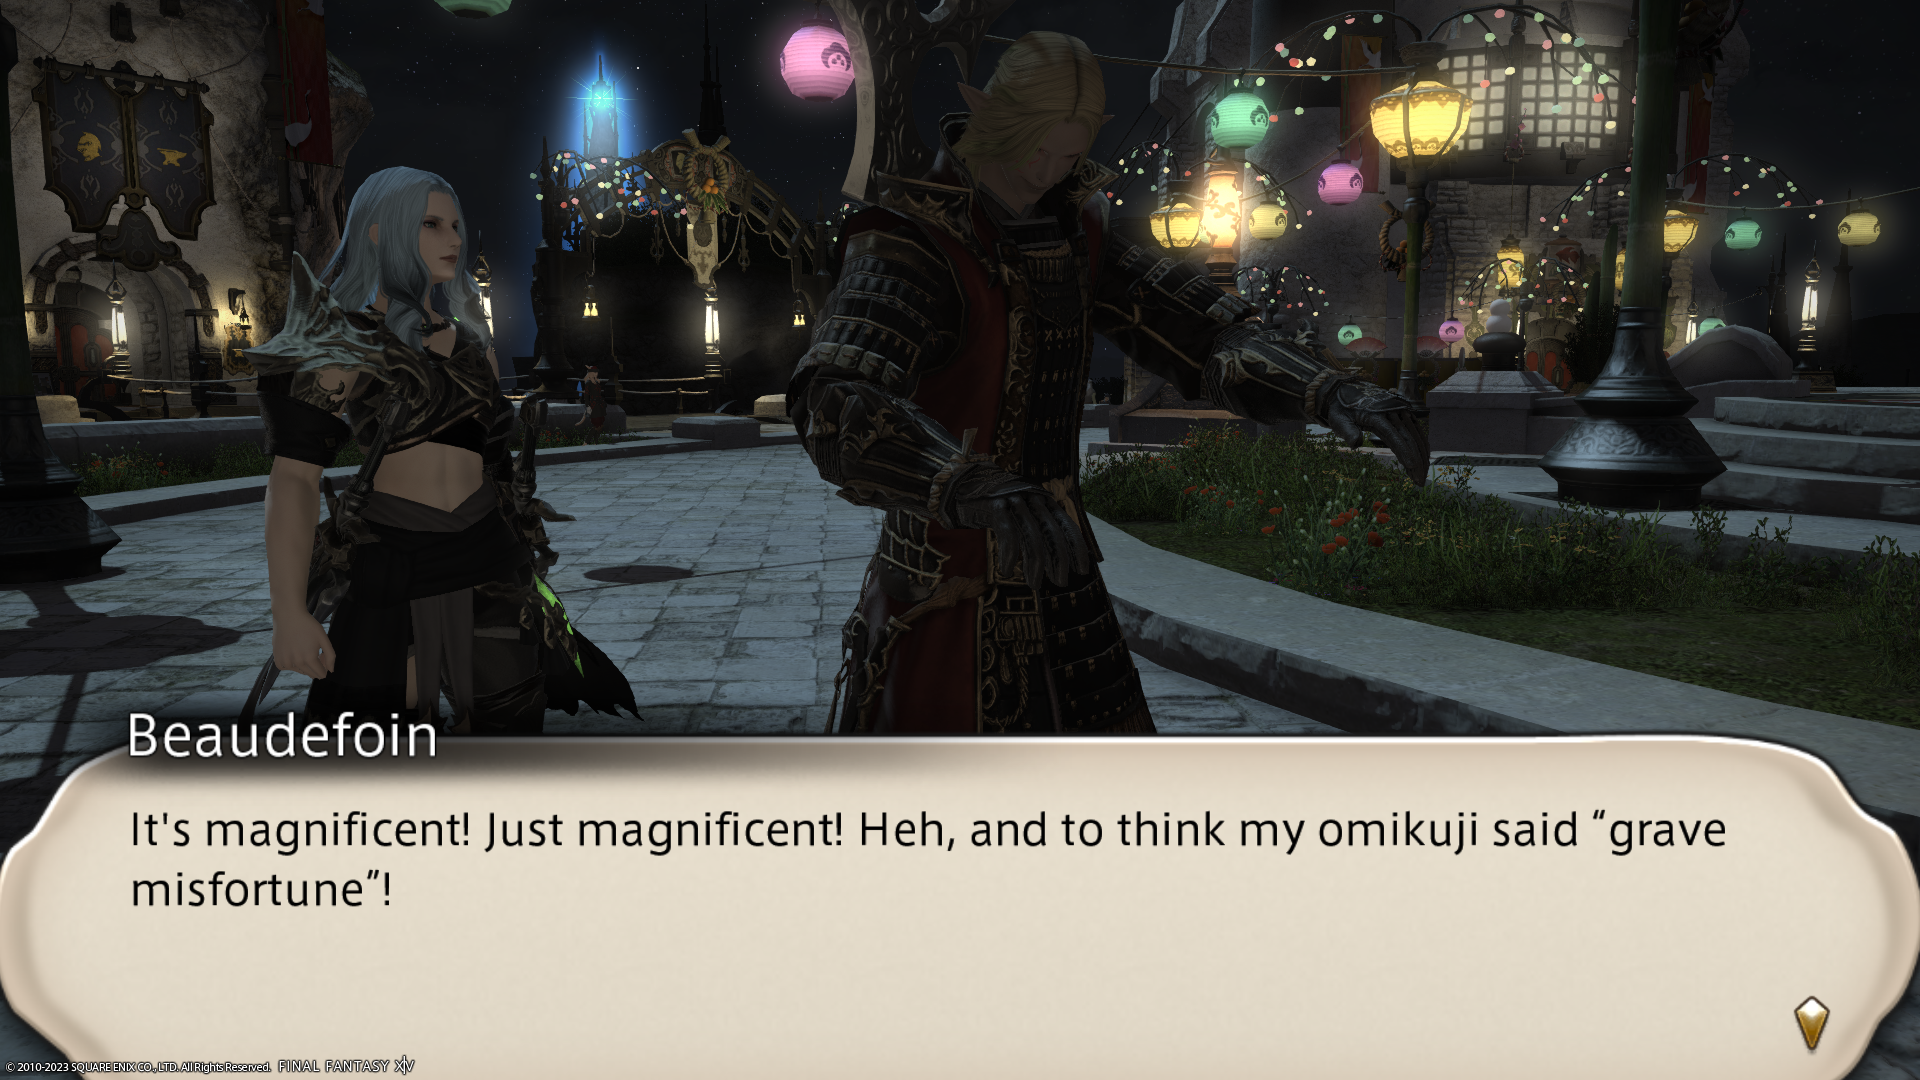 Beaudefoin
It's magnificent! Just magnificent! Heh, and to think my omikuji said “grave
misfortune”!
© 2010-2023 SQUARE ENIX CO., LTD. All Rights Reserved. FINAL FANTASY XIV